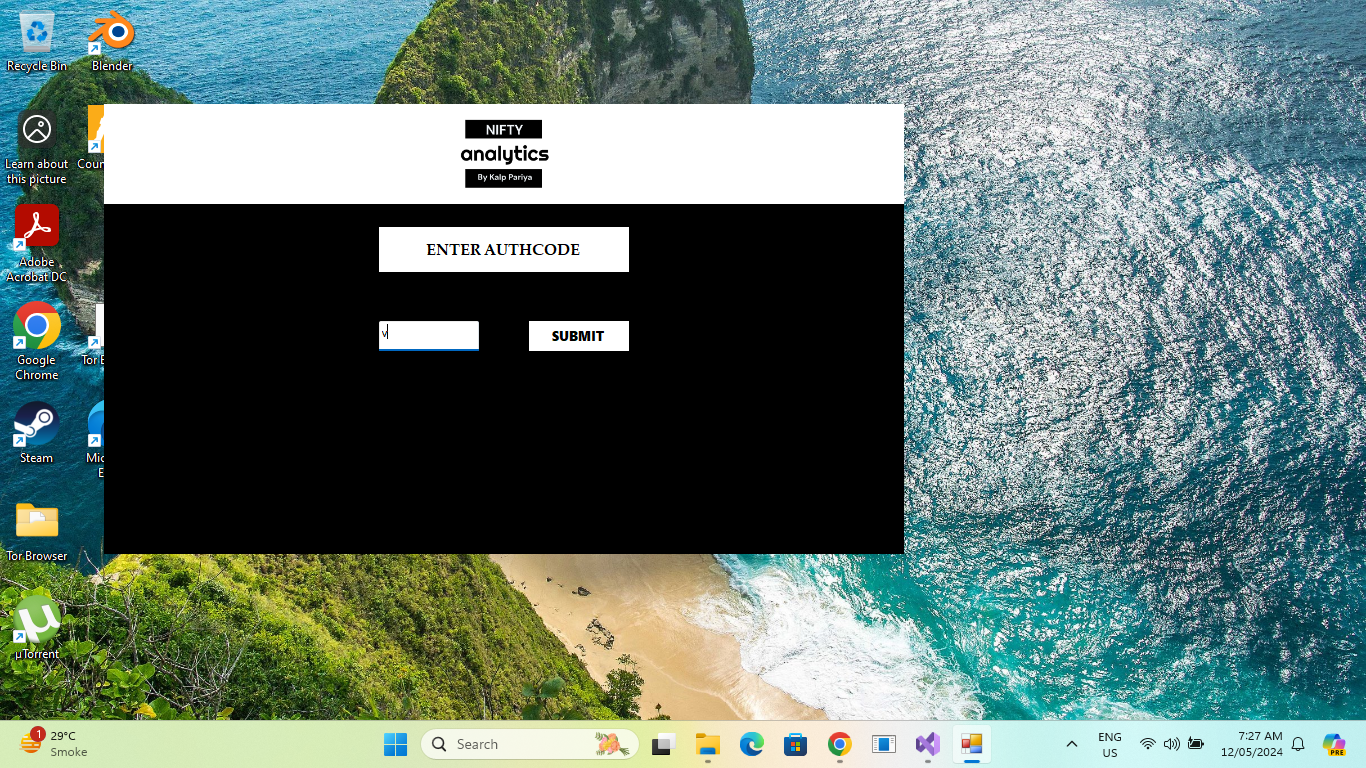 Recycle Bin
Blender
Learn about
this picture
Coun
Adobe
Acrobat DC
Google
Chrome
Tor B
Steam
Mic
E
Tor Browser
µTorrent
NIFTY
analytics
By Kalp Pariya
ENTER AUTHCODE
v
SUBMIT
1
29°C
Smoke
Search
ENG
US
7:27 AM
12/05/2024
PRE